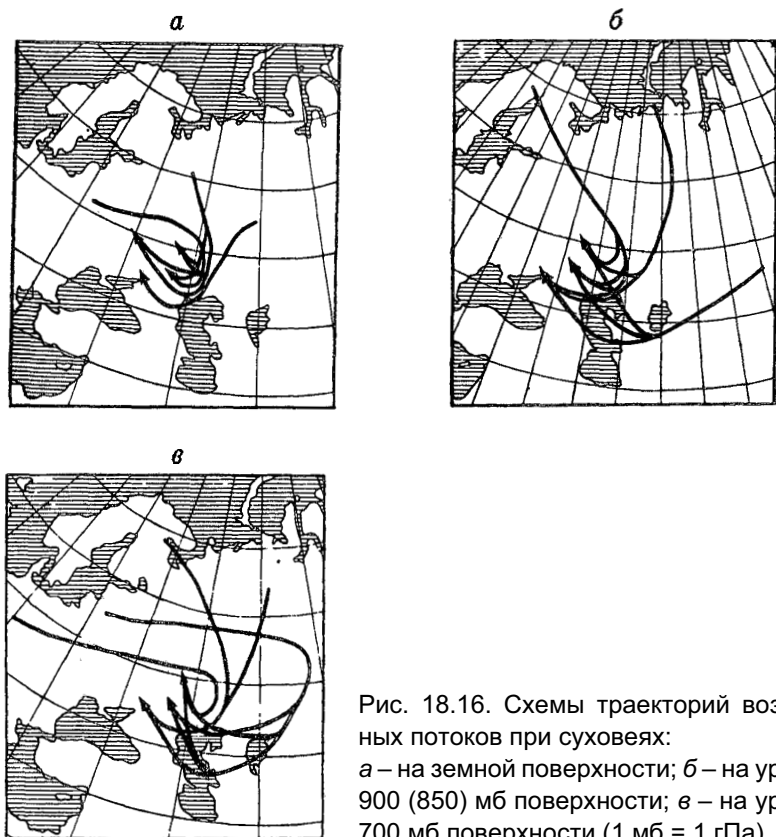 а
б
в
Рис. 18.16. Схемы траекторий воз
ных потоков при суховеях:
а – на земной поверхности; б – на ур
900 (850) мб поверхности; в – на ур
700 мб поверхности (1 мб = 1 гПа)